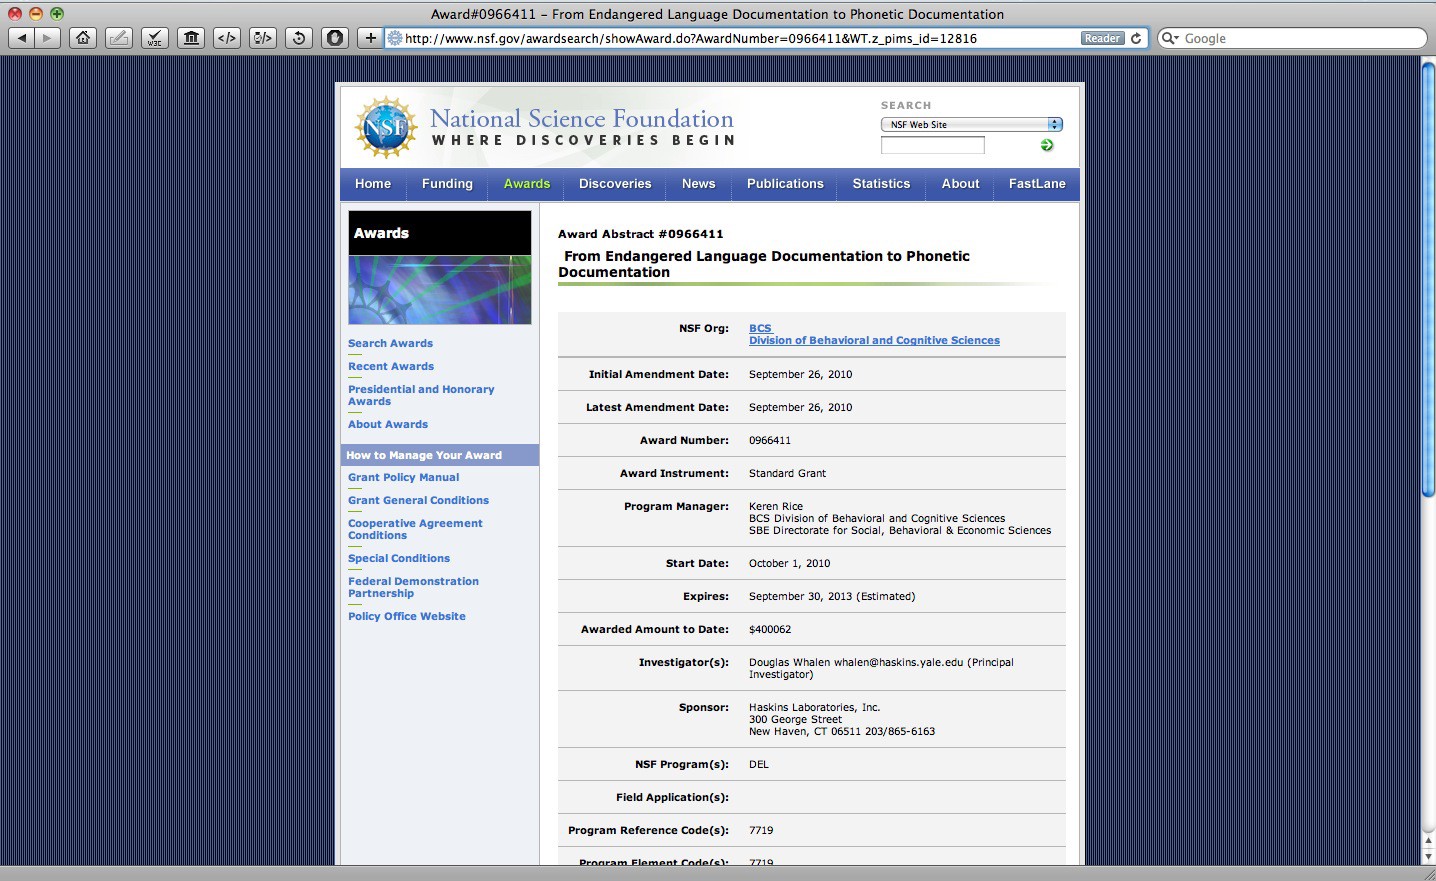 Award#0966411 – From Endangered Language Documentation to Phonetic Documentation
W3C
http://www.nsf.gov/awardsearch/showAward.do?AwardNumber=0966411&WT.z_pims_id=12816
Reader
Google
NSF
National Science Foundation
WHERE DISCOVERIES BEGIN
SEARCH
NSF Web Site
Home Funding Awards Discoveries News Publications Statistics About FastLane
Awards
Search Awards
Recent Awards
Presidential and Honorary
Awards
About Awards
How to Manage Your Award
Grant Policy Manual
Grant General Conditions
Cooperative Agreement
Conditions
Special Conditions
Federal Demonstration
Partnership
Policy Office Website
Award Abstract #0966411
From Endangered Language Documentation to Phonetic
Documentation
NSF Org: BCS
Division of Behavioral and Cognitive Sciences
Initial Amendment Date: September 26, 2010
Latest Amendment Date: September 26, 2010
Award Number: 0966411
Award Instrument: Standard Grant
Program Manager: Keren Rice
BCS Division of Behavioral and Cognitive Sciences
SBE Directorate for Social, Behavioral & Economic Sciences
Start Date: October 1, 2010
Expires: September 30, 2013 (Estimated)
Awarded Amount to Date: $400062
Investigator(s): Douglas Whalen whalen@haskins.yale.edu (Principal
Investigator)
Sponsor: Haskins Laboratories, Inc.
300 George Street
New Haven, CT 06511 203/865-6163
NSF Program(s): DEL
Field Application(s):
Program Reference Code(s): 7719
Program Element Code(s): 7719